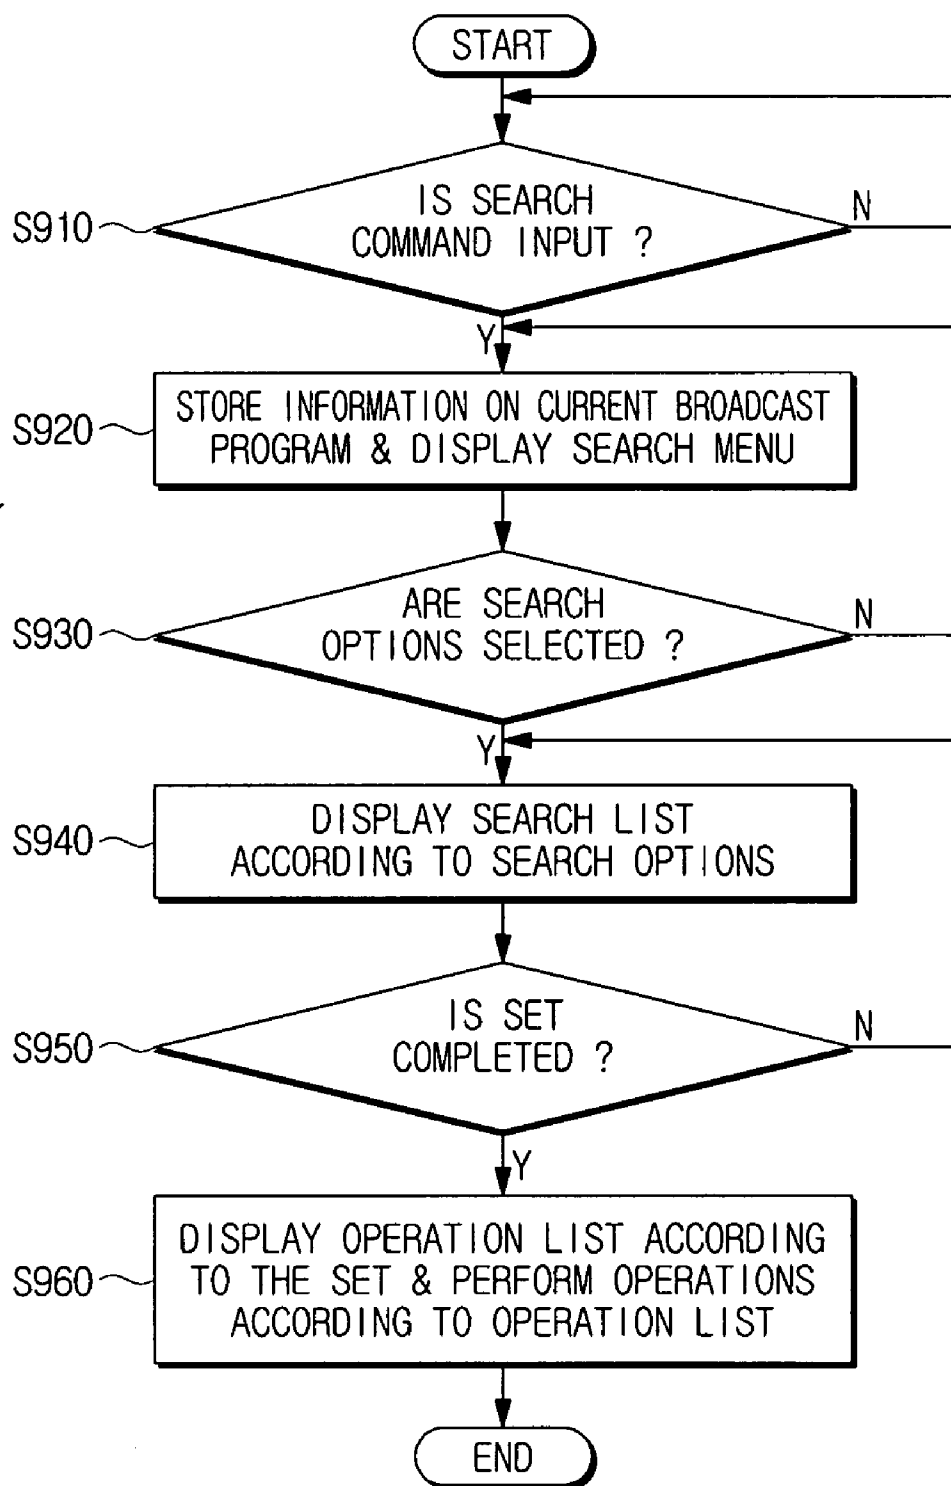 START
IS SEARCH
COMMAND INPUT ?
N
S910
Y
STORE INFORMATION ON CURRENT BROADCAST
PROGRAM & DISPLAY SEARCH MENU
S920
ARE SEARCH
OPTIONS SELECTED ?
N
S930
Y
DISPLAY SEARCH LIST
ACCORDING TO SEARCH OPTIONS
S940
IS SET
COMPLETED ?
N
S950
Y
DISPLAY OPERATION LIST ACCORDING
TO THE SET & PERFORM OPERATIONS
ACCORDING TO OPERATION LIST
S960
END